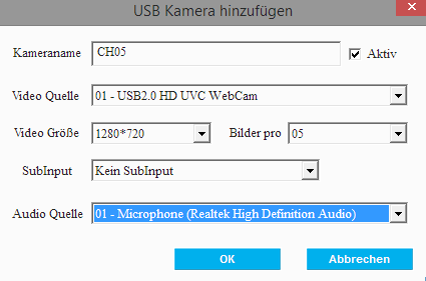 USB Kamera hinzufügen
Kameraname CH05 Aktiv
Video Quelle 01 - USB2.0 HD UVC WebCam
Video Größe 1280*720 Bilder pro 05
SubInput Kein SubInput
Audio Quelle 01 - Microphone (Realtek High Definition Audio)
OK Abbrechen